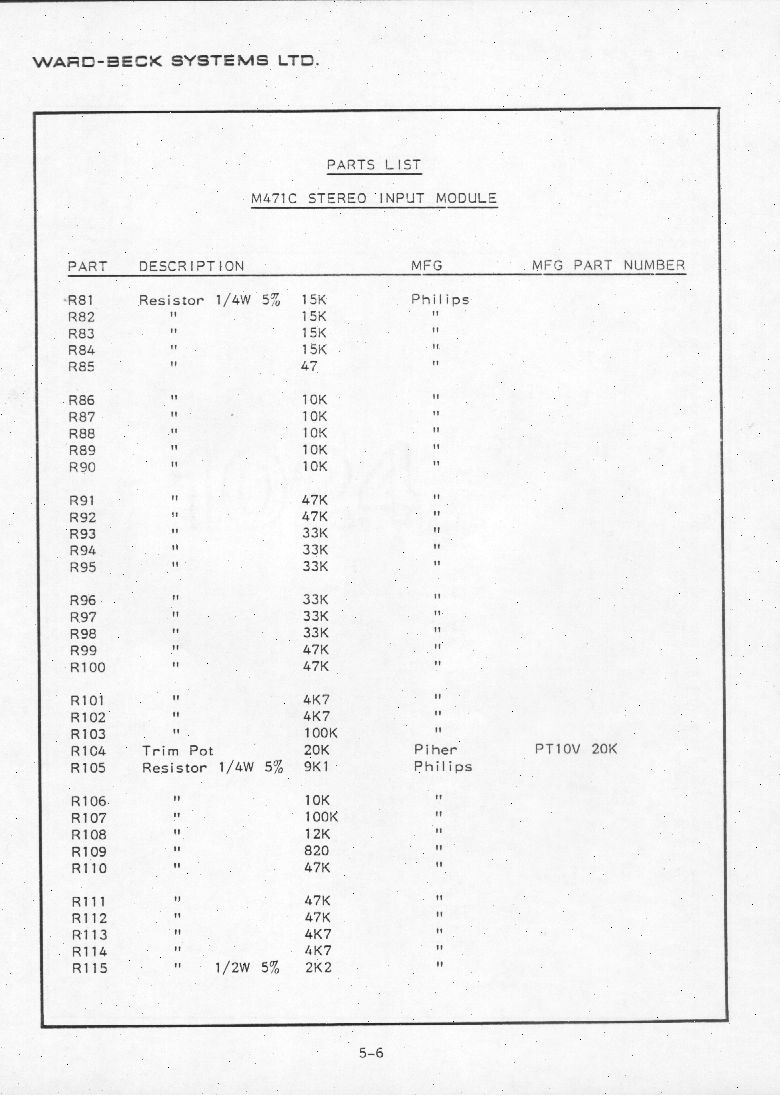 WARD-BECK SYSTEMS LTD.
PARTS LIST
M471C STEREO INPUT MODULE
PART DESCRIPTION MFG MFG PART NUMBER
R81 Resistor 1/4W 5% 15K Philips
R82 " 15K "
R83 " 15K "
R84 " 15K "
R85 " 47 "
R86 " 10K "
R87 " 10K "
R88 " 10K "
R89 " 10K "
R90 " 10K "
R91 " 47K "
R92 " 47K "
R93 " 33K "
R94 " 33K "
R95 " 33K "
R96 " 33K "
R97 " 33K "
R98 " 33K "
R99 " 47K "
R100 " 47K "
R101 " 4K7 "
R102 " 4K7 "
R103 " 100K "
R104 Trim Pot 20K Piher PT10V 20K
R105 Resistor 1/4W 5% 9K1 Philips
R106 " 10K "
R107 " 100K "
R108 " 12K "
R109 " 820 "
R110 " 47K "
R111 " 47K "
R112 " 47K "
R113 " 4K7 "
R114 " 4K7 "
R115 " 1/2W 5% 2K2 "
5-6